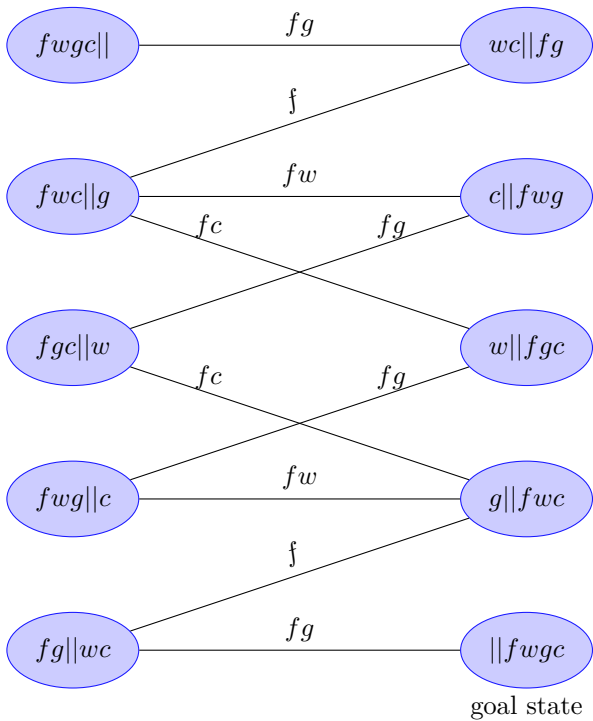 fwgc||
fg
wc||fg
f
fwc||g
fw
c||fwg
fc
fg
fgc||w
w||fgc
fc
fg
fwg||c
fw
g||fwc
f
fg||wc
fg
||fwgc
goal state